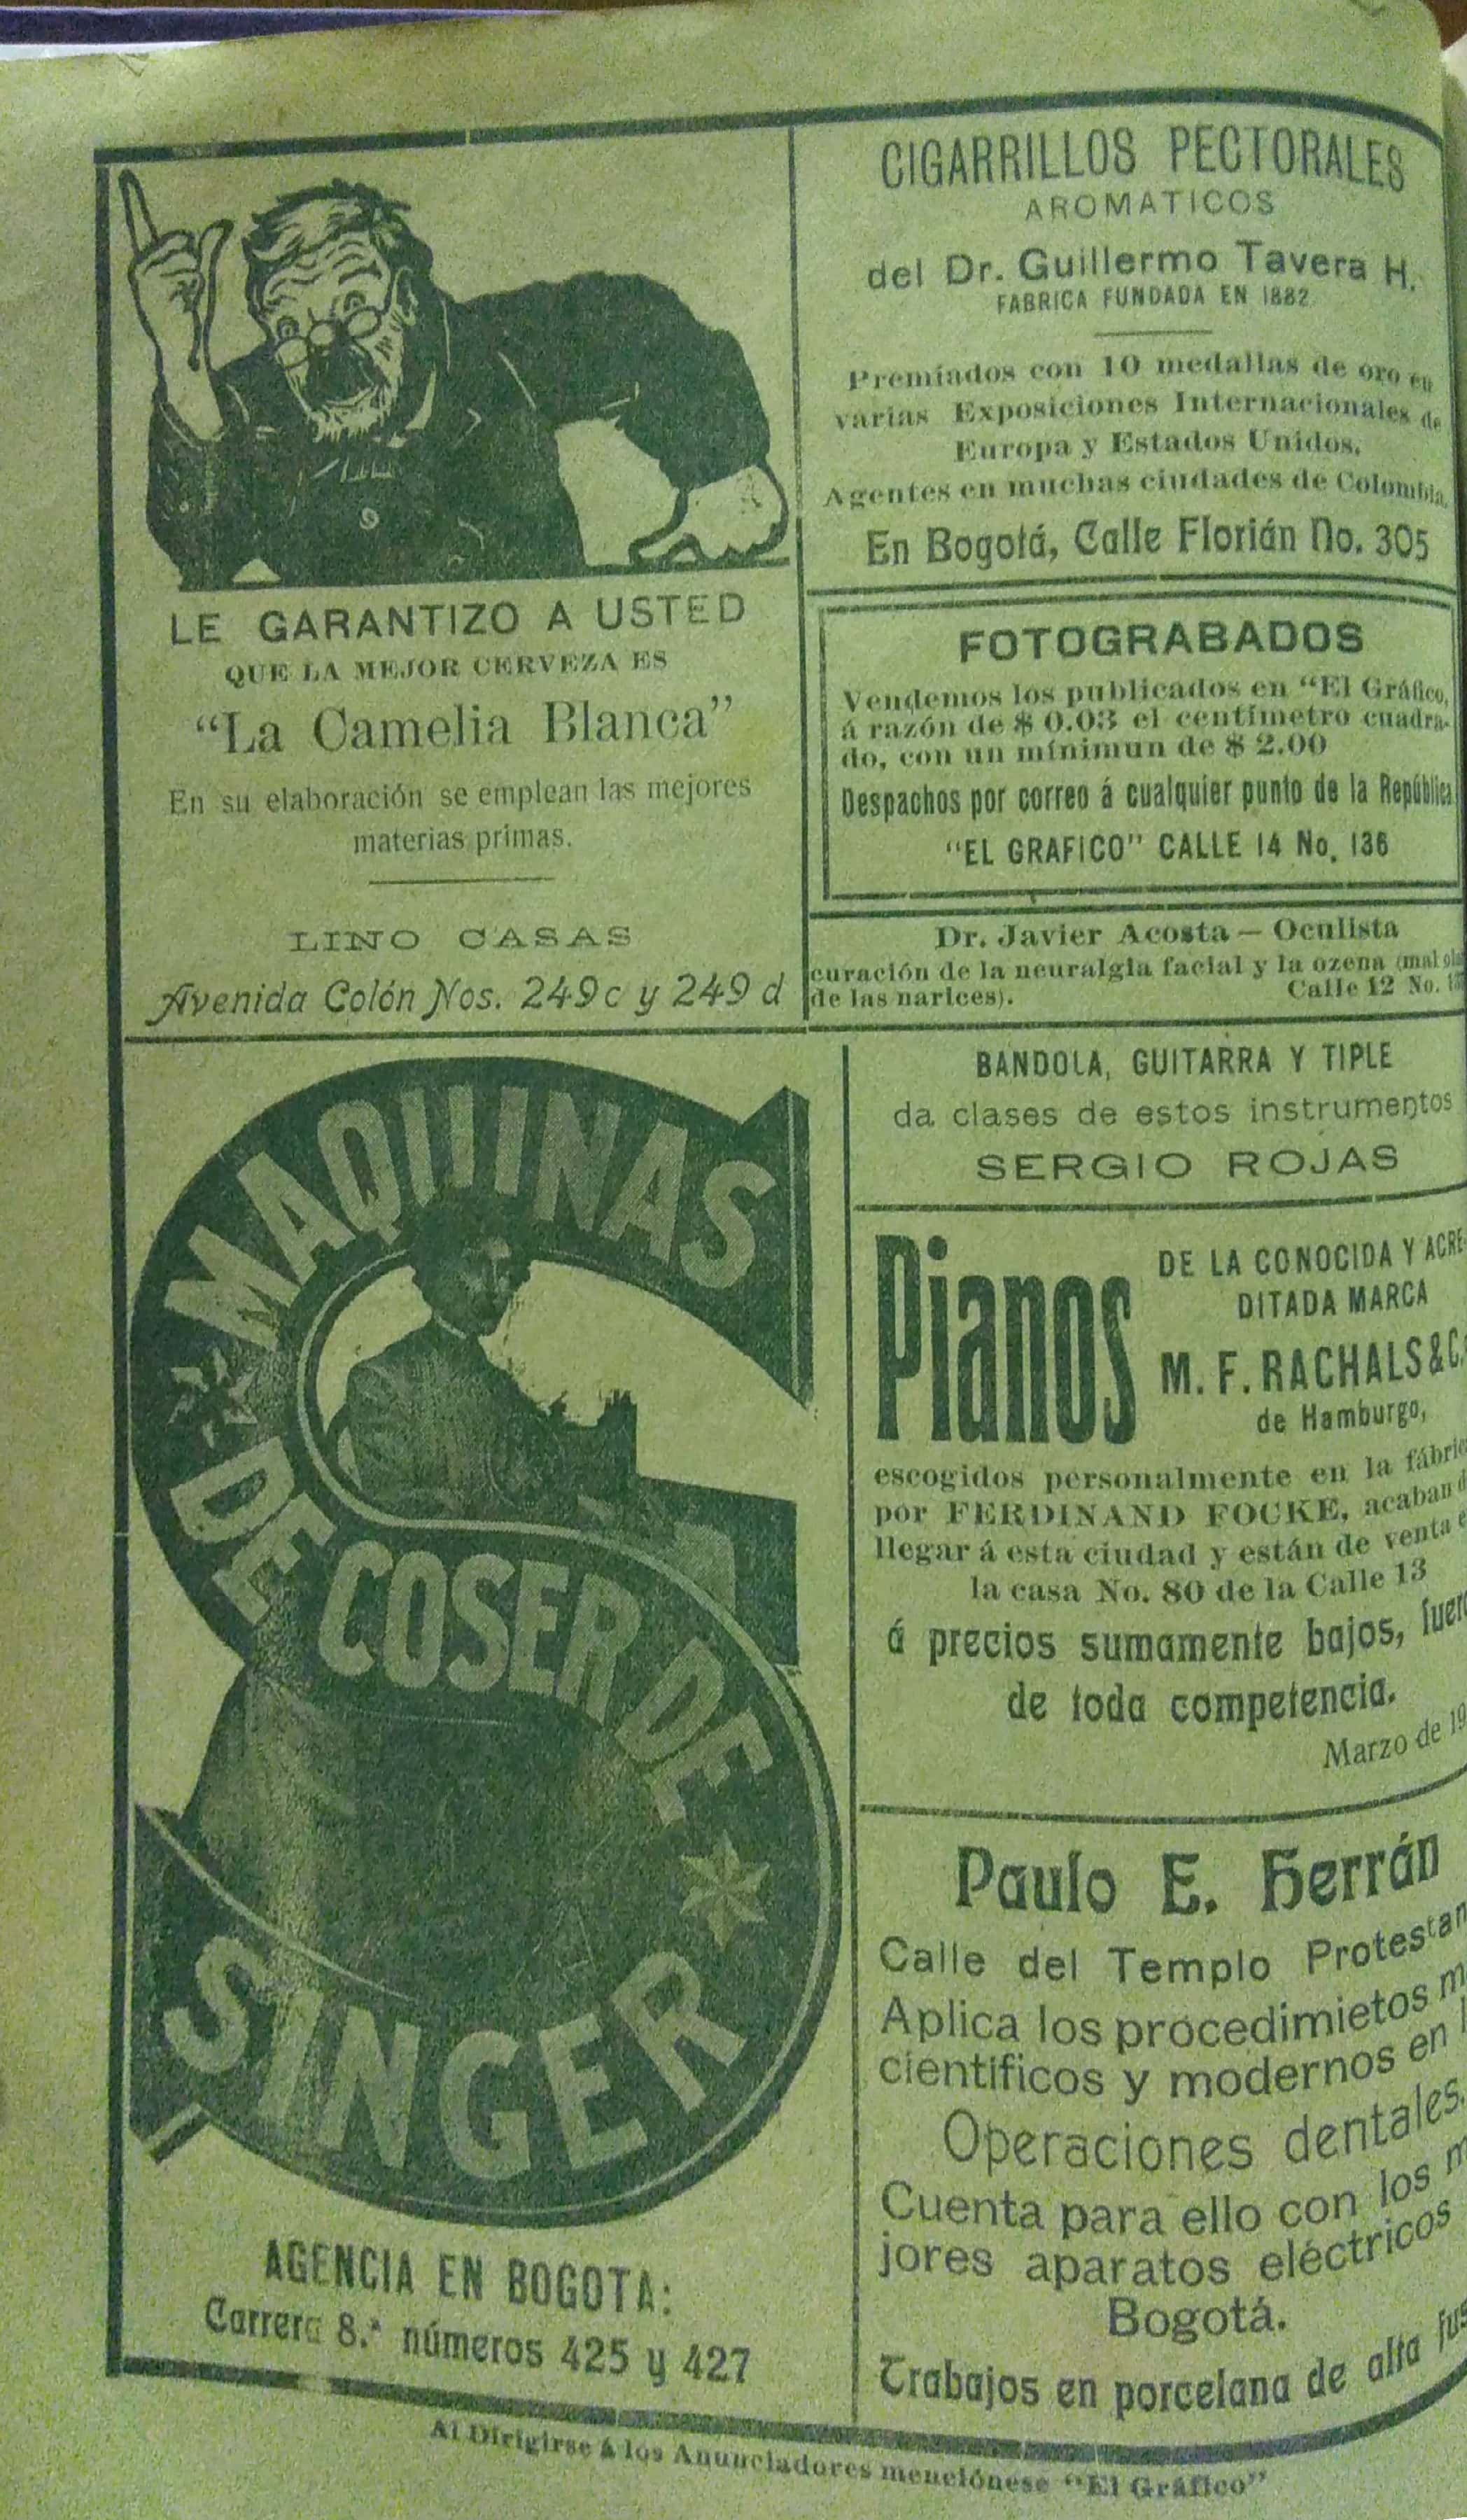 LE GARANTIZO A USTED
QUE LA MEJOR CERVEZA ES
“La Camelia Blanca”
En su elaboración se emplean las mejores
materias primas.
LINO CASAS
Avenida Colón Nos. 249 c y 249 d
CIGARRILLOS PECTORALES
AROMATICOS
del Dr. Guillermo Tavera H.
FABRICA FUNDADA EN 1882
Premiados con 10 medallas de oro en
varias Exposiciones Internacionales de
Europa y Estados Unidos.
Agentes en muchas ciudades de Colombia.
En Bogotá, Calle Florián No. 305
FOTOGRABADOS
Vendemos los publicados en “El Gráfico,
á razón de $ 0.03 el centímetro cuadra-
do, con un mínimun de $ 2.00
Despachos por correo á cualquier punto de la República
“EL GRAFICO” CALLE 14 No. 136
Dr. Javier Acosta — Oculista
curación de la neuralgia facial y la ozena (mal
de las narices). Calle 12 No.
MAQUINAS
DE COSER DE
SINGER
AGENCIA EN BOGOTA:
Carrera 8.ª números 425 y 427
BANDOLA, GUITARRA Y TIPLE
da clases de estos instrumentos
SERGIO ROJAS
Pianos
DE LA CONOCIDA Y ACRE-
DITADA MARCA
M. F. RACHALS & C.
de Hamburgo,
escogidos personalmente en la fábric
por FERDINAND FOCKE, acaban d
llegar á esta ciudad y están de venta e
la casa No. 80 de la Calle 13
á precios sumamente bajos, fuer
de toda competencia.
Marzo de 19
Paulo E. Herrán
Calle del Templo Protestan
Aplica los procedimietos m
científicos y modernos en l
Operaciones dentales.
Cuenta para ello con los m
jores aparatos eléctricos
Bogotá.
Trabajos en porcelana de alta fus
Al Dirigirse á los Anunciadores menciónese “El Gráfico”